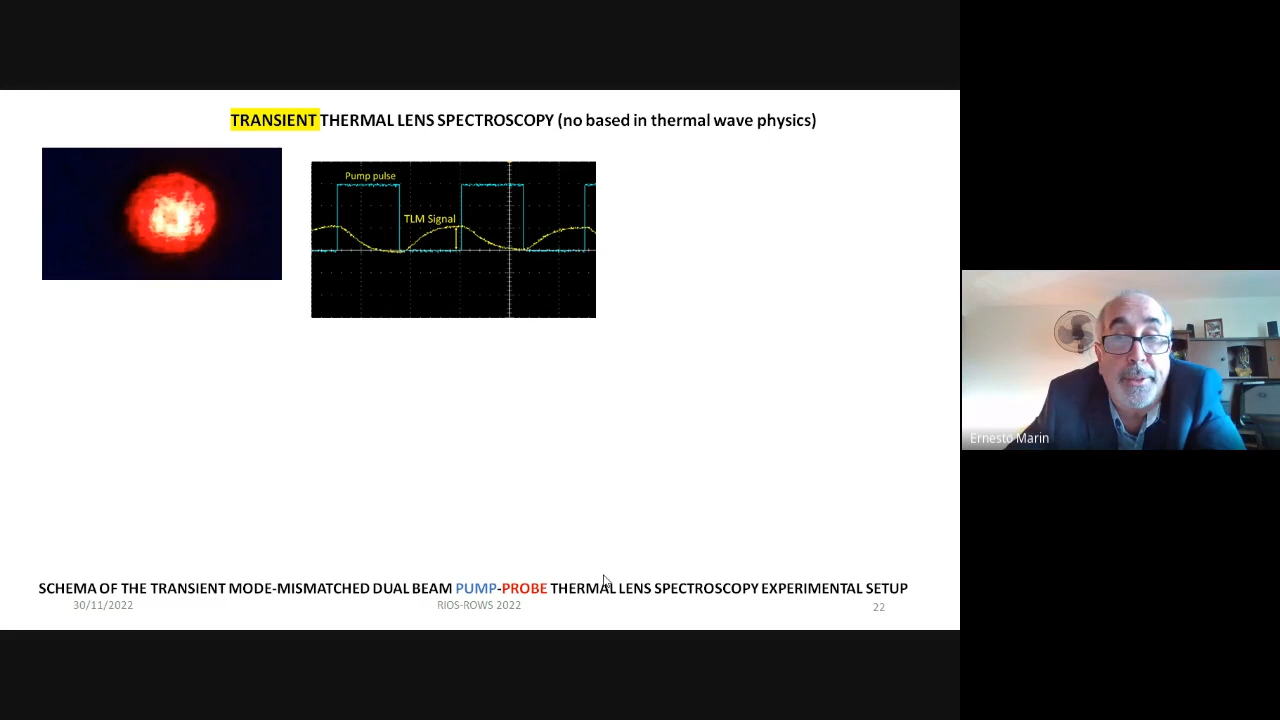 TRANSIENT THERMAL LENS SPECTROSCOPY (no based in thermal wave physics)
Pump pulse
TLM Signal
Ernesto Marin
SCHEMA OF THE TRANSIENT MODE-MISMATCHED DUAL BEAM PUMP-PROBE THERMAL LENS SPECTROSCOPY EXPERIMENTAL SETUP
30/11/2022
RIOS-ROWS 2022
22